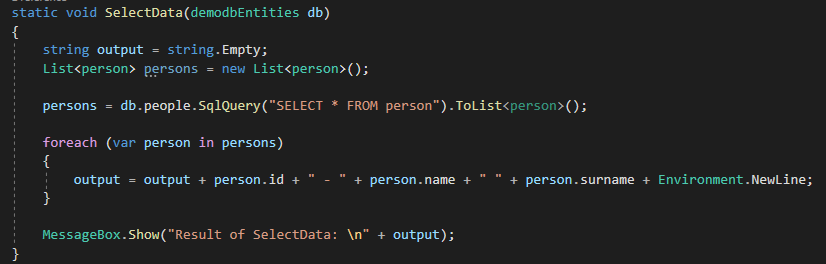 static void SelectData(demodbEntities db)
{
string output = string.Empty;
List<person> persons = new List<person>();
persons = db.people.SqlQuery("SELECT * FROM person").ToList<person>();
foreach (var person in persons)
{
output = output + person.id + " - " + person.name + " " + person.surname + Environment.NewLine;
}
MessageBox.Show("Result of SelectData: \n" + output);
}